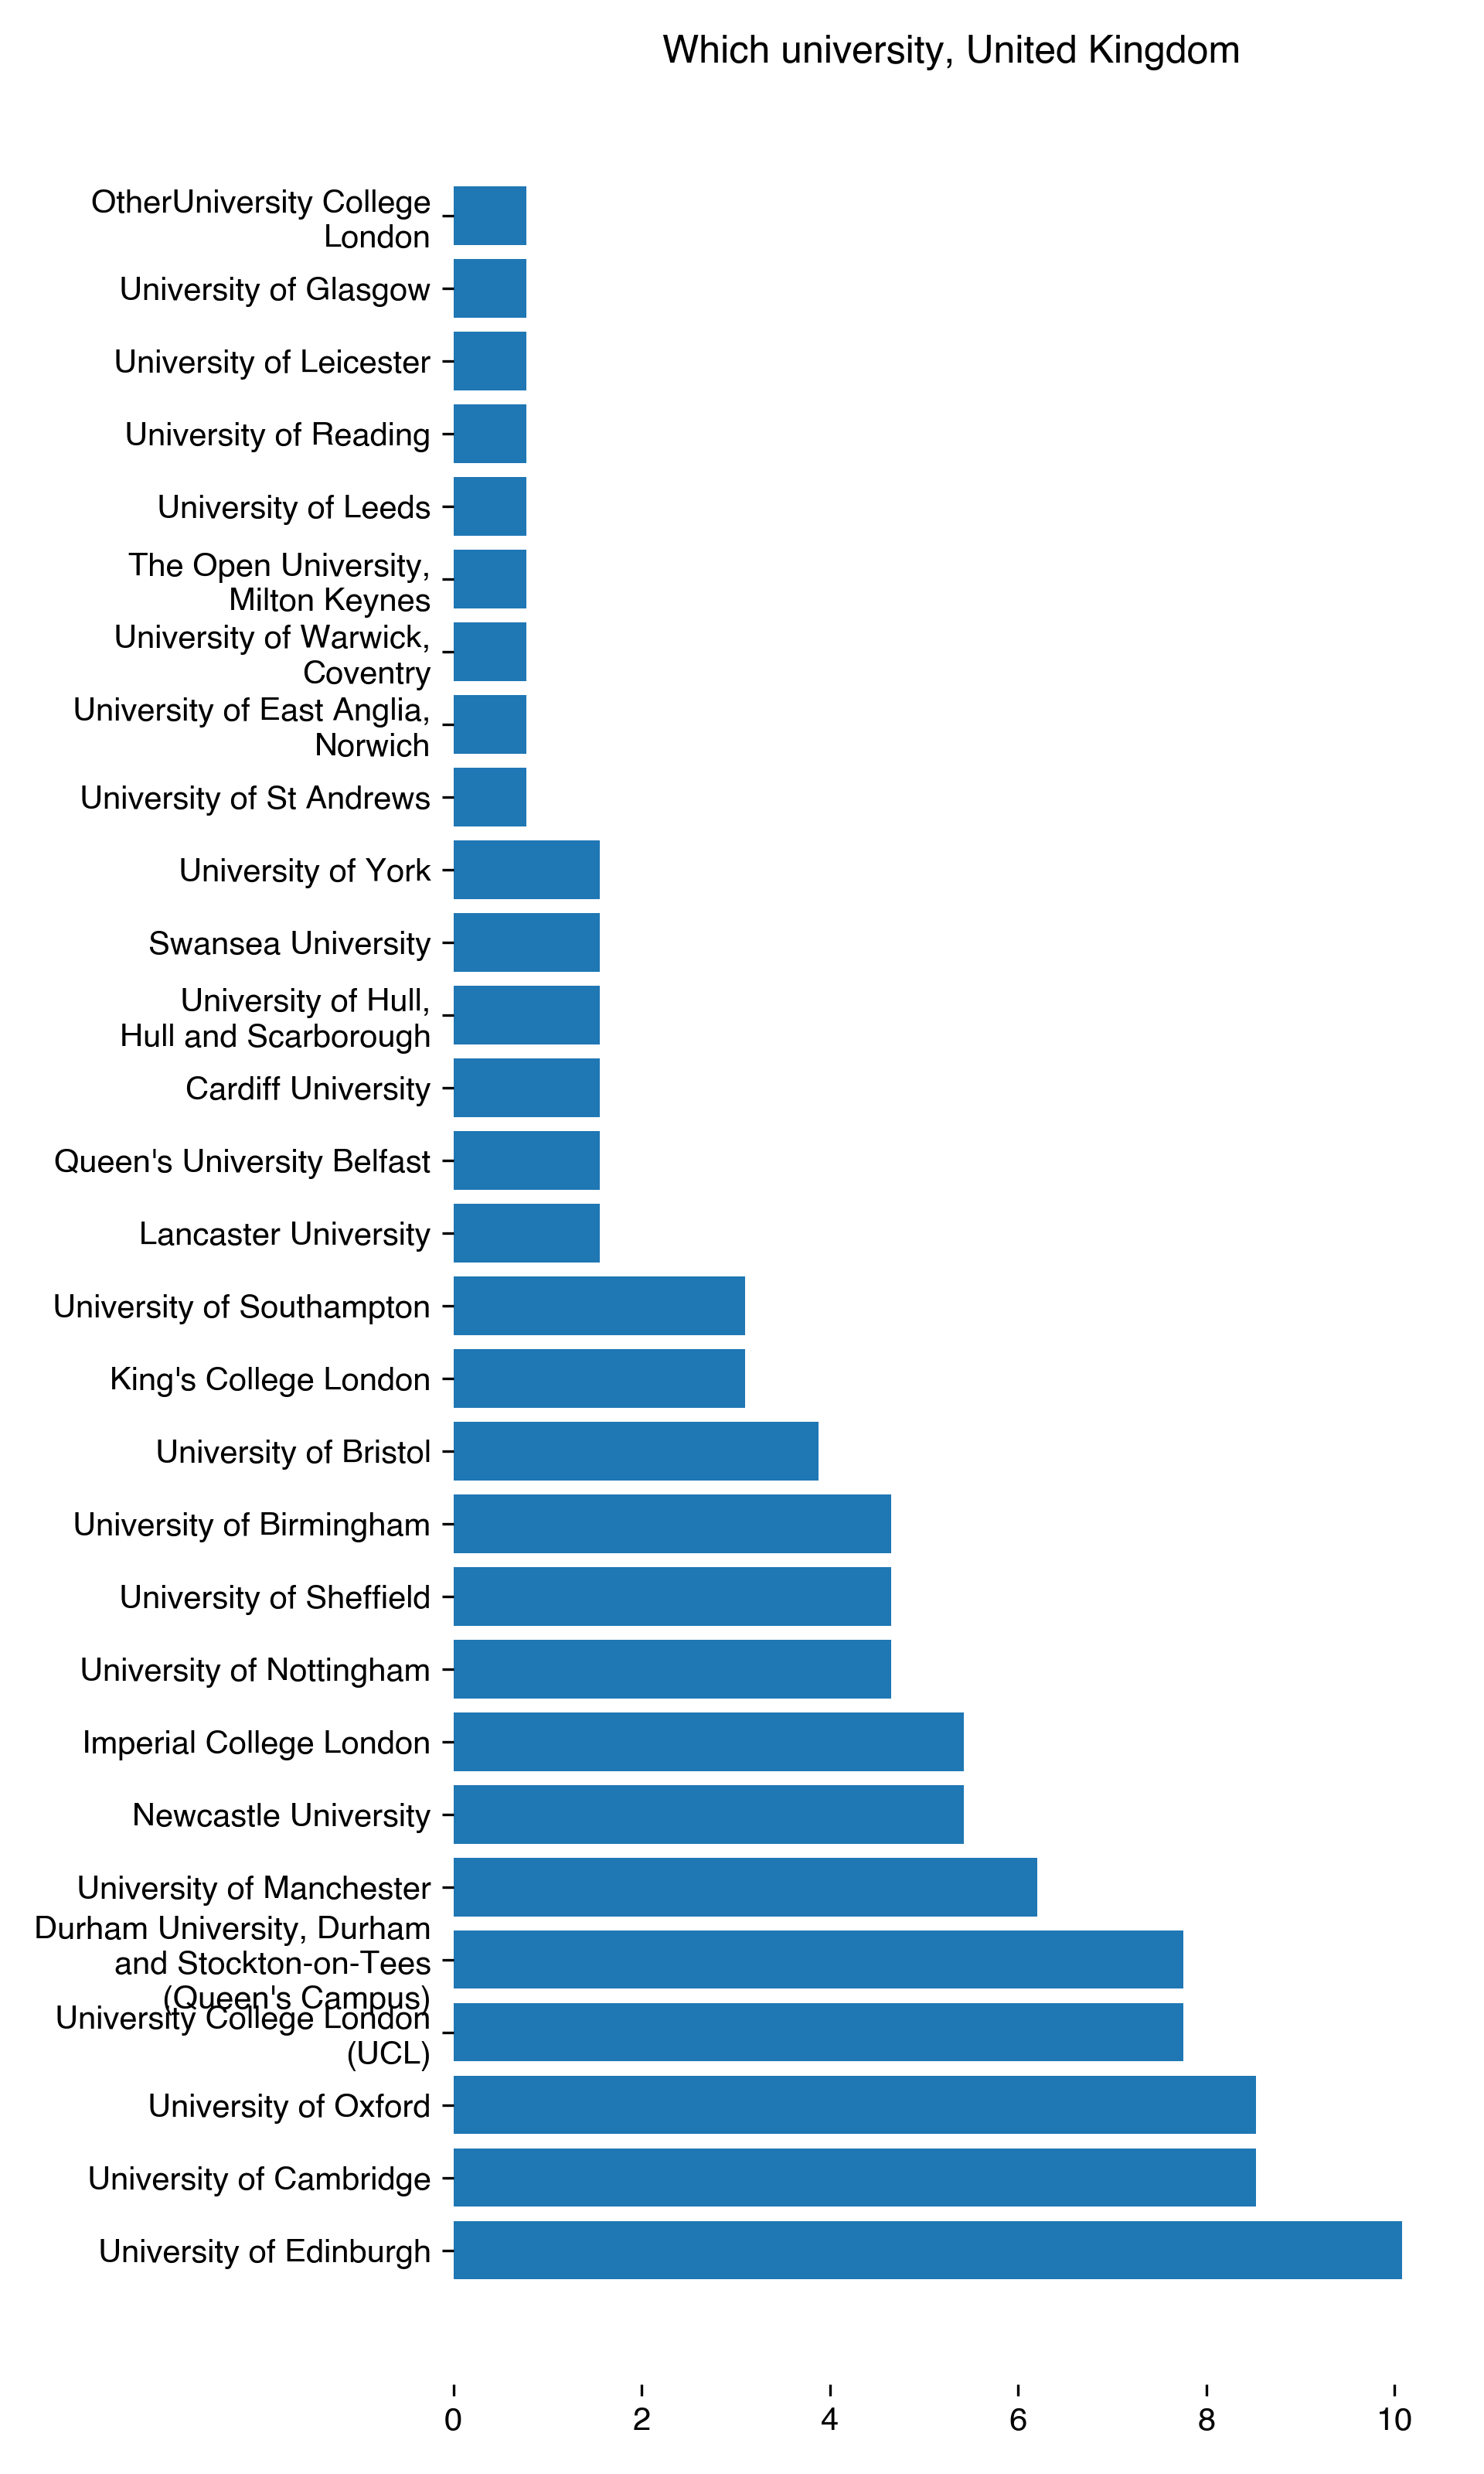 Which university, United Kingdom
OtherUniversity College
London
University of Glasgow
University of Leicester
University of Reading
University of Leeds
The Open University,
Milton Keynes
University of Warwick,
Coventry
University of East Anglia,
Norwich
University of St Andrews
University of York
Swansea University
University of Hull,
Hull and Scarborough
Cardiff University
Queen's University Belfast
Lancaster University
University of Southampton
King's College London
University of Bristol
University of Birmingham
University of Sheffield
University of Nottingham
Imperial College London
Newcastle University
University of Manchester
Durham University, Durham
and Stockton-on-Tees
(Queen's Campus)
University College London
(UCL)
University of Oxford
University of Cambridge
University of Edinburgh
0 2 4 6 8 10